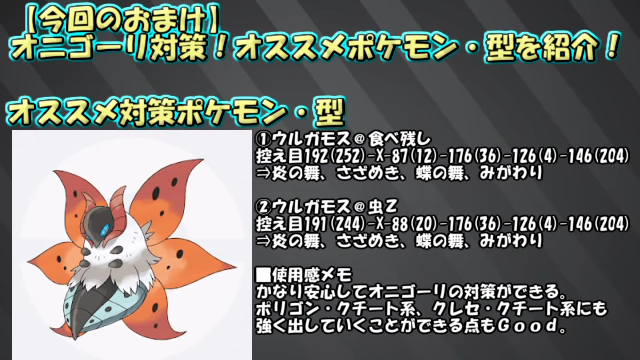 【今回のおまけ】
オニゴーリ対策！オススメポケモン・型を紹介！
オススメ対策ポケモン・型
①ウルガモス＠食べ残し
控え目192(252)-X-87(12)-176(36)-126(4)-146(204)
⇒炎の舞、さざめき、蝶の舞、みがわり
②ウルガモス＠虫Z
控え目191(244)-X-88(20)-176(36)-126(4)-146(204)
⇒炎の舞、さざめき、蝶の舞、みがわり
■使用感メモ
かなり安心してオニゴーリの対策ができる。
ポリゴン・クチート系、クレセ・クチート系にも
強く出していくことができる点もGood。